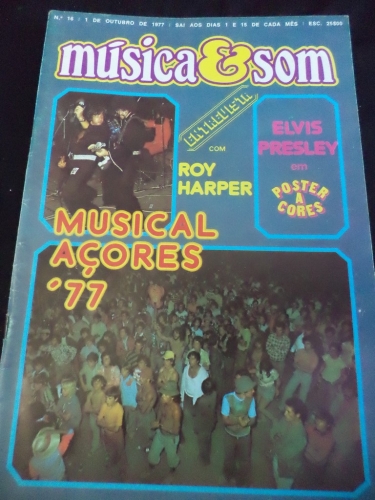 N.º 16 / 1 DE OUTUBRO DE 1977 / SAI AOS DIAS 1 E 15 DE CADA MÊS / ESC. 25$00
música & som
ENTREVISTA
COM
ROY
HARPER
ELVIS
PRESLEY
em
POSTER
A
CORES
MUSICAL
AÇORES
'77